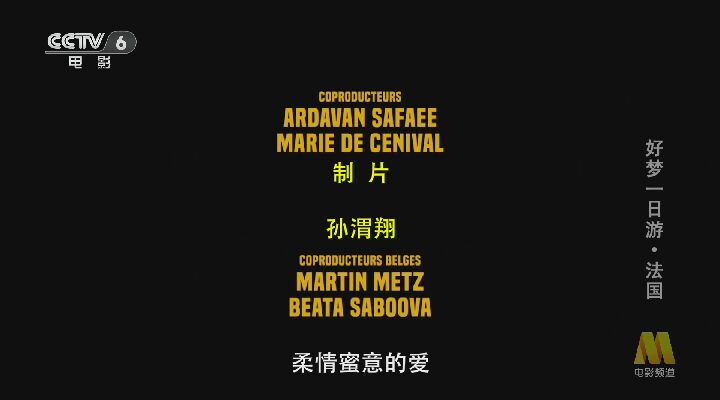 CCTV 6
电影
COPRODUCTEURS
ARDAVAN SAFAEE
MARIE DE CENIVAL
制 片
孙渭翔
COPRODUCTEURS BELGES
MARTIN METZ
BEATA SABOOVA
柔情蜜意的爱
好梦一日游·法国
电影频道